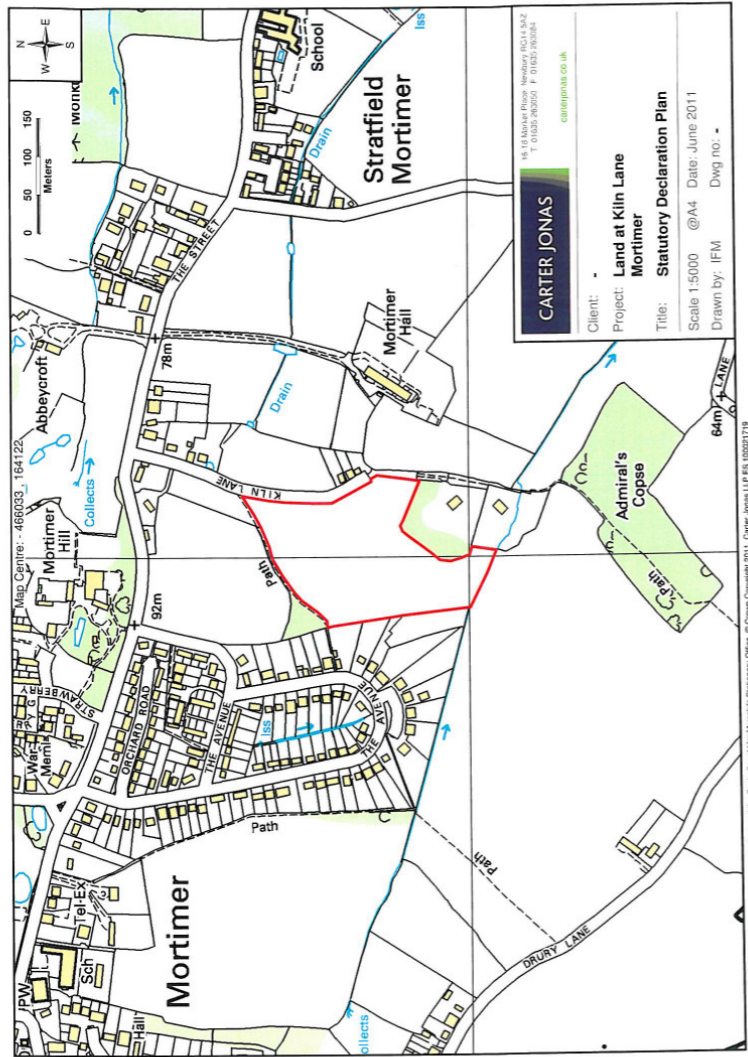 Map Centre: - 466033 , 164122
N
E
S
W
0 50 100 150
Meters
PW
Sch
Hall
Tel-Ex
Mortimer
War
Meml
STRAWBERRY
Mortimer
Hill
Collects
Abbeycroft
92m
78m
THE STREET
School
Stratfield
Mortimer
Drain
Iss
ORCHARD ROAD
THE AVENUE
Iss
THE AVENUE
Path
Path
KILN LANE
Drain
Mortimer
Hall
Path
DRURY LANE
ollects
Admiral's
Copse
Path
64m
LANE
CARTER JONAS
16-18 Market Place, Newbury RG14 5AZ
carterjonas.co.uk
Client: -
Project: Land at Kiln Lane
Mortimer
Title: Statutory Declaration Plan
Scale 1:5000 @A4 Date: June 2011
Drawn by: IFM Dwg no: -